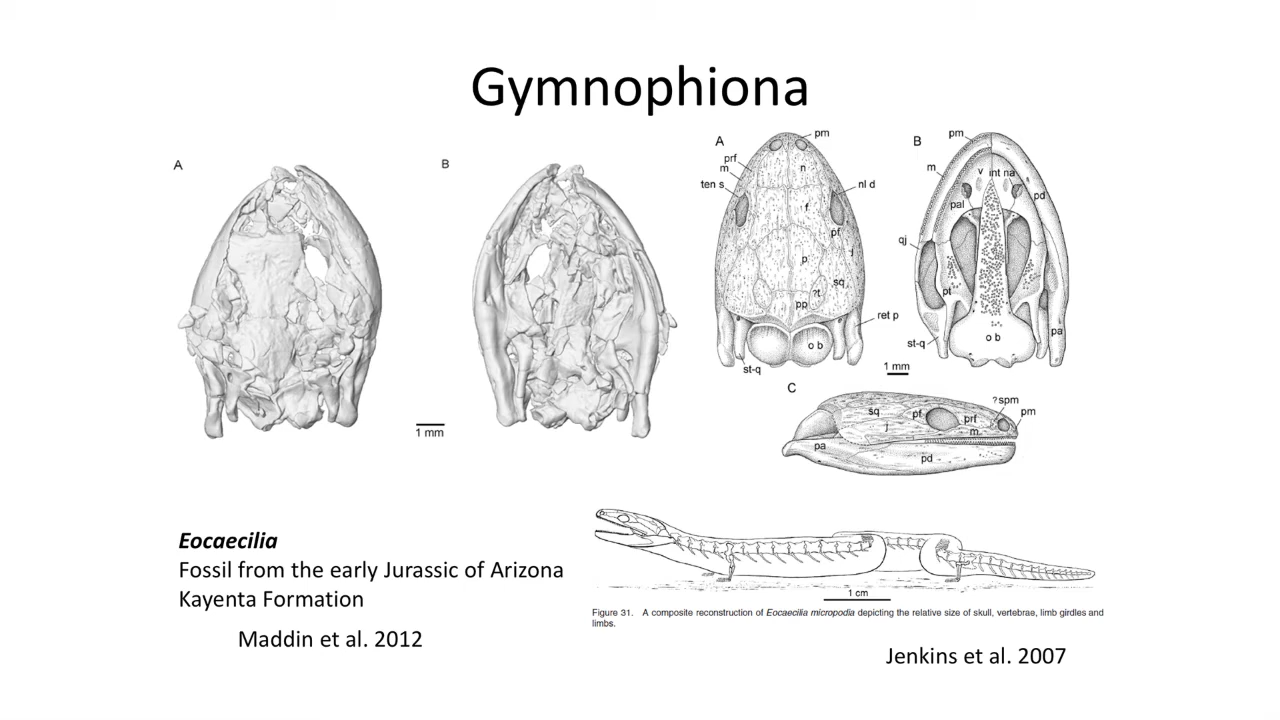 Gymnophiona
A
B
1 mm
A
pm
prf
m
ten s
n
nl d
f
pf
p
j
sq
?t
pp
ret p
o b
st-q
1 mm
B
pm
m
v
int na
pal
pd
qj
pt
st-q
o b
pa
C
?spm
pm
sq
pf
prf
j
m
pa
pd
1 cm
Figure 31. A composite reconstruction of Eocaecilia micropodia depicting the relative size of skull, vertebrae, limb girdles and
limbs.
Eocaecilia
Fossil from the early Jurassic of Arizona
Kayenta Formation
Maddin et al. 2012
Jenkins et al. 2007